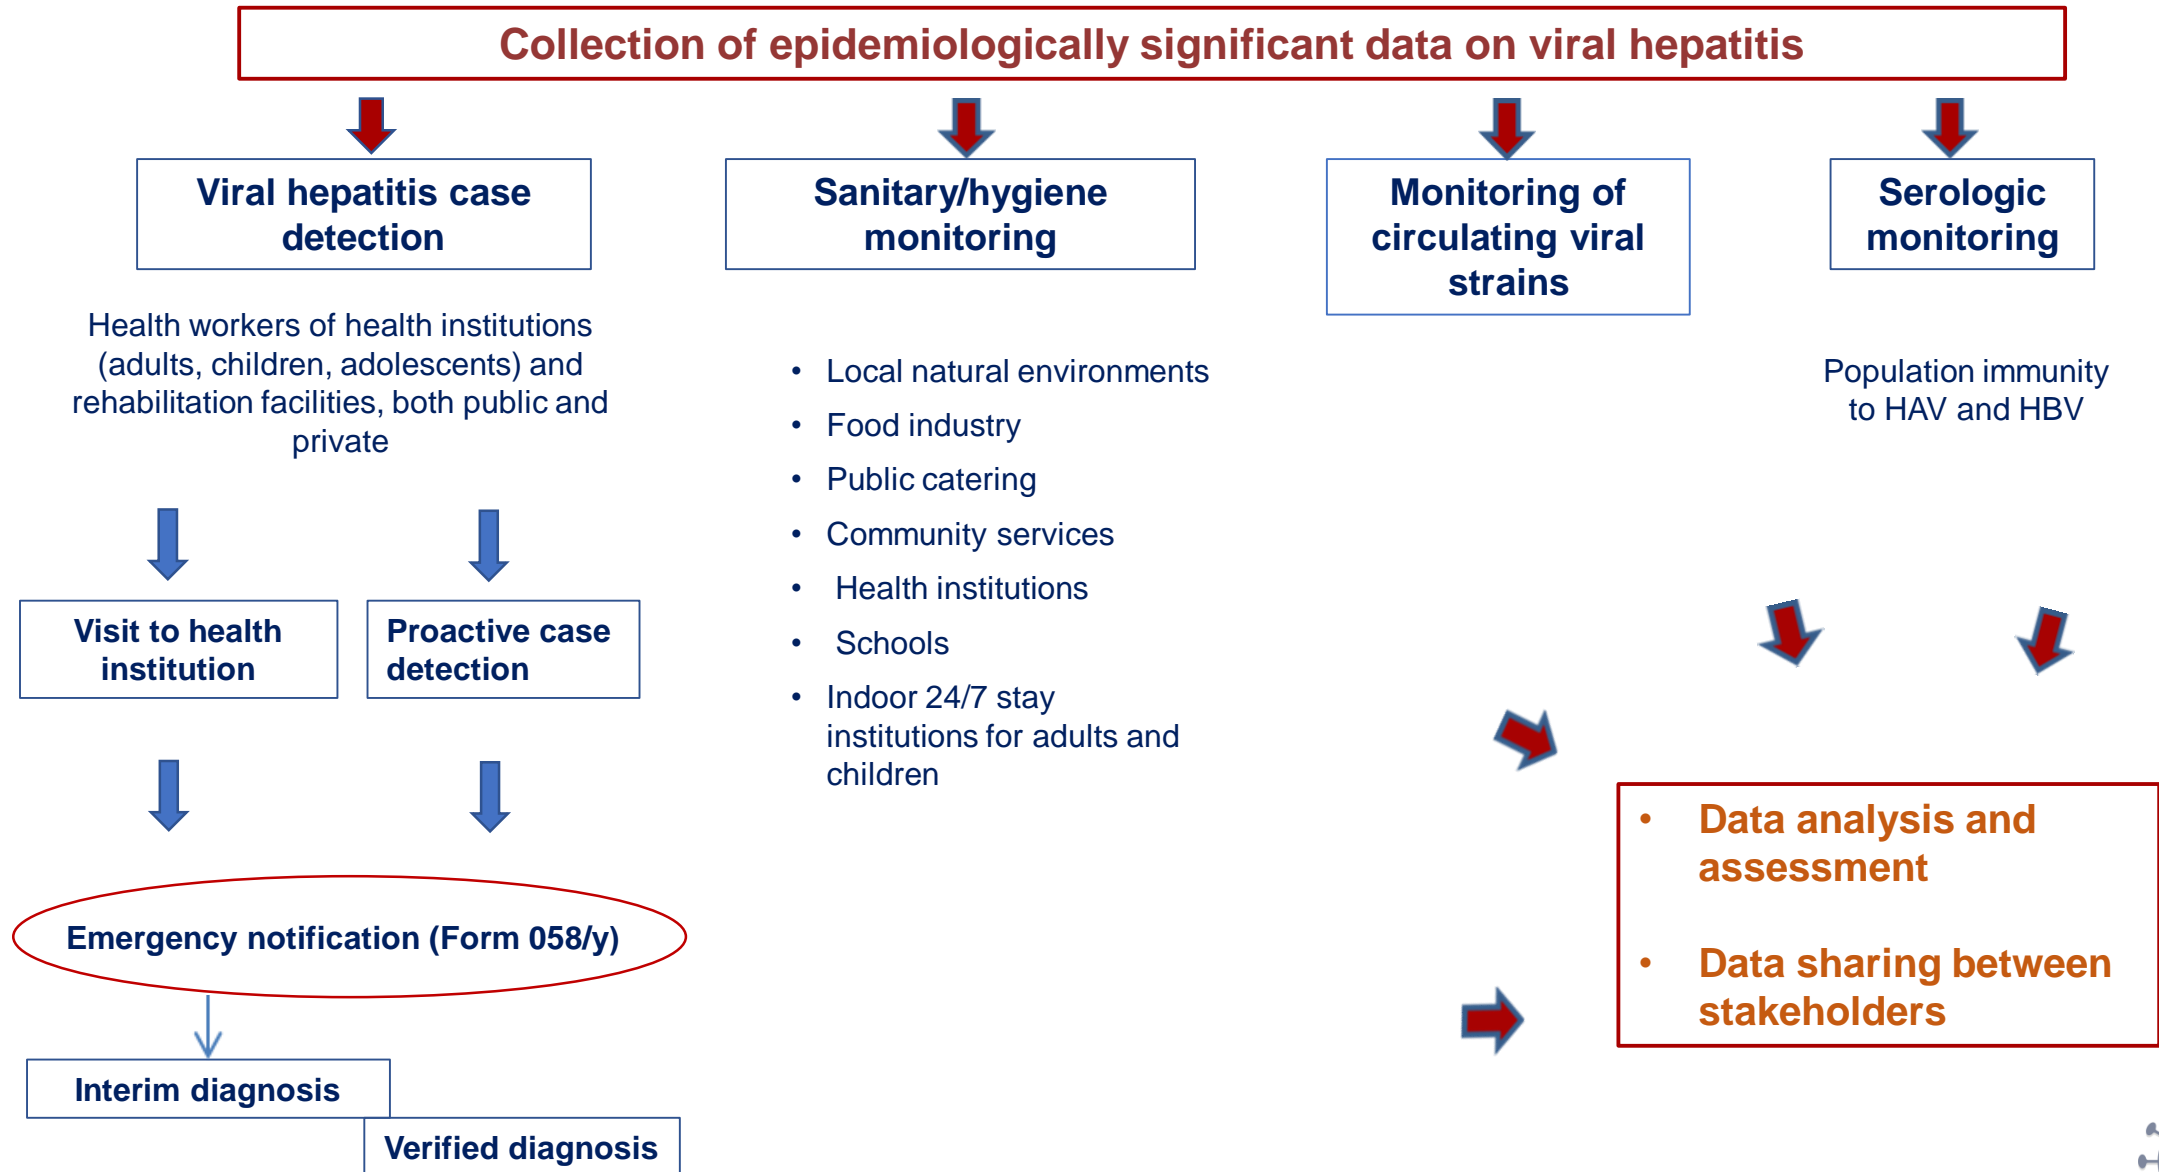 Collection of epidemiologically significant data on viral hepatitis
Viral hepatitis case
detection
Health workers of health institutions
(adults, children, adolescents) and
rehabilitation facilities, both public and
private
Visit to health
institution
Proactive case
detection
Emergency notification (Form 058/y)
Interim diagnosis
Verified diagnosis
Sanitary/hygiene
monitoring
• Local natural environments
• Food industry
• Public catering
• Community services
• Health institutions
• Schools
• Indoor 24/7 stay
institutions for adults and
children
Monitoring of
circulating viral
strains
Serologic
monitoring
Population immunity
to HAV and HBV
• Data analysis and
assessment
• Data sharing between
stakeholders